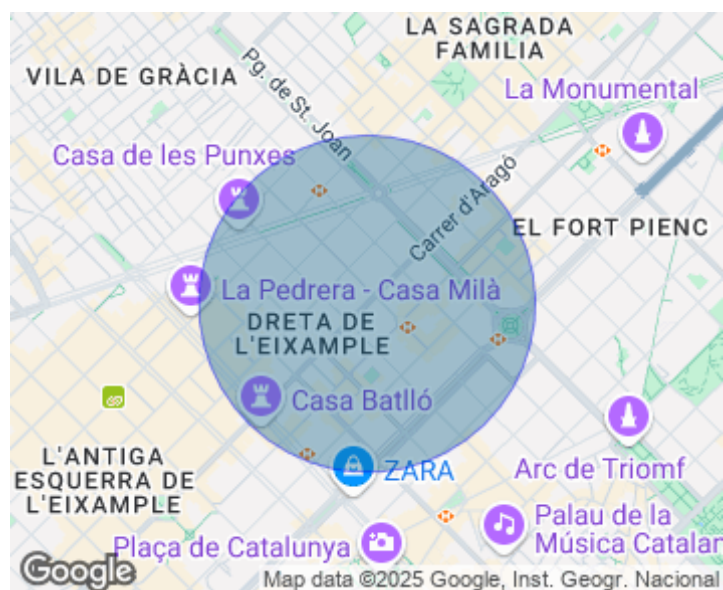 LA SAGRADA
FAMILIA
VILA DE GRÀCIA
Pg. de St. Joan
La Monumental
Casa de les Punxes
Carrer d'Aragó
EL FORT PIENC
La Pedrera - Casa Milà
DRETA DE
L'EIXAMPLE
Casa Batlló
L'ANTIGA
ESQUERRA DE
L'EIXAMPLE
ZARA
Arc de Triomf
Palau de la
Música Catalan
Plaça de Catalunya
Google
Map data ©2025 Google, Inst. Geogr. Nacional